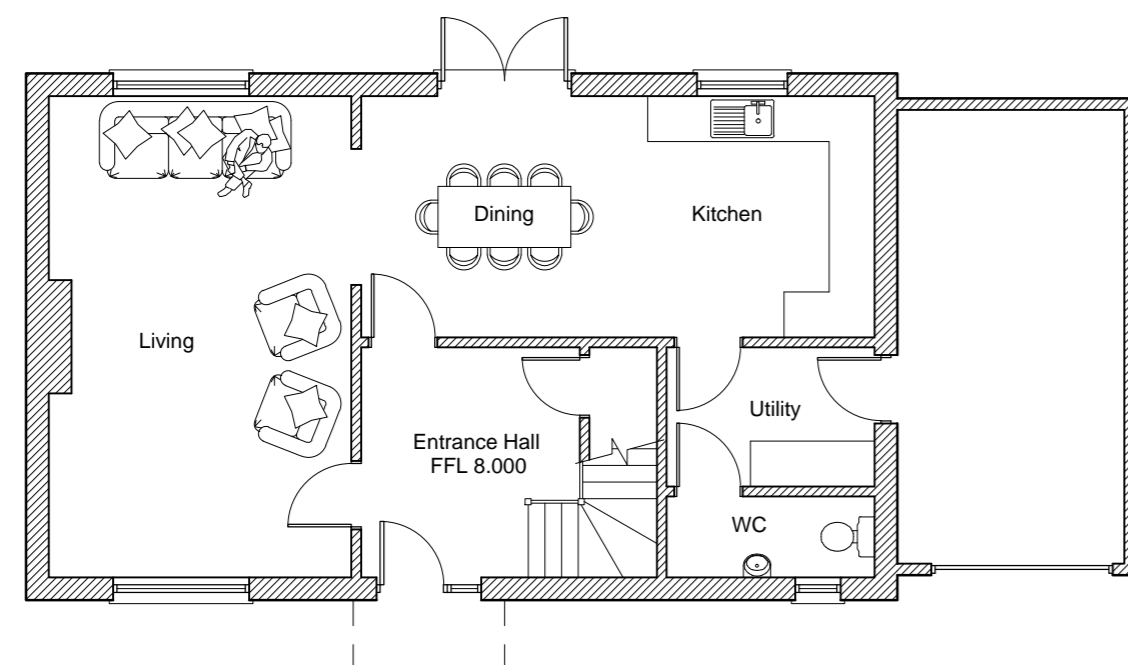 Dining
Kitchen
Living
Utility
Entrance Hall
FFL 8.000
WC